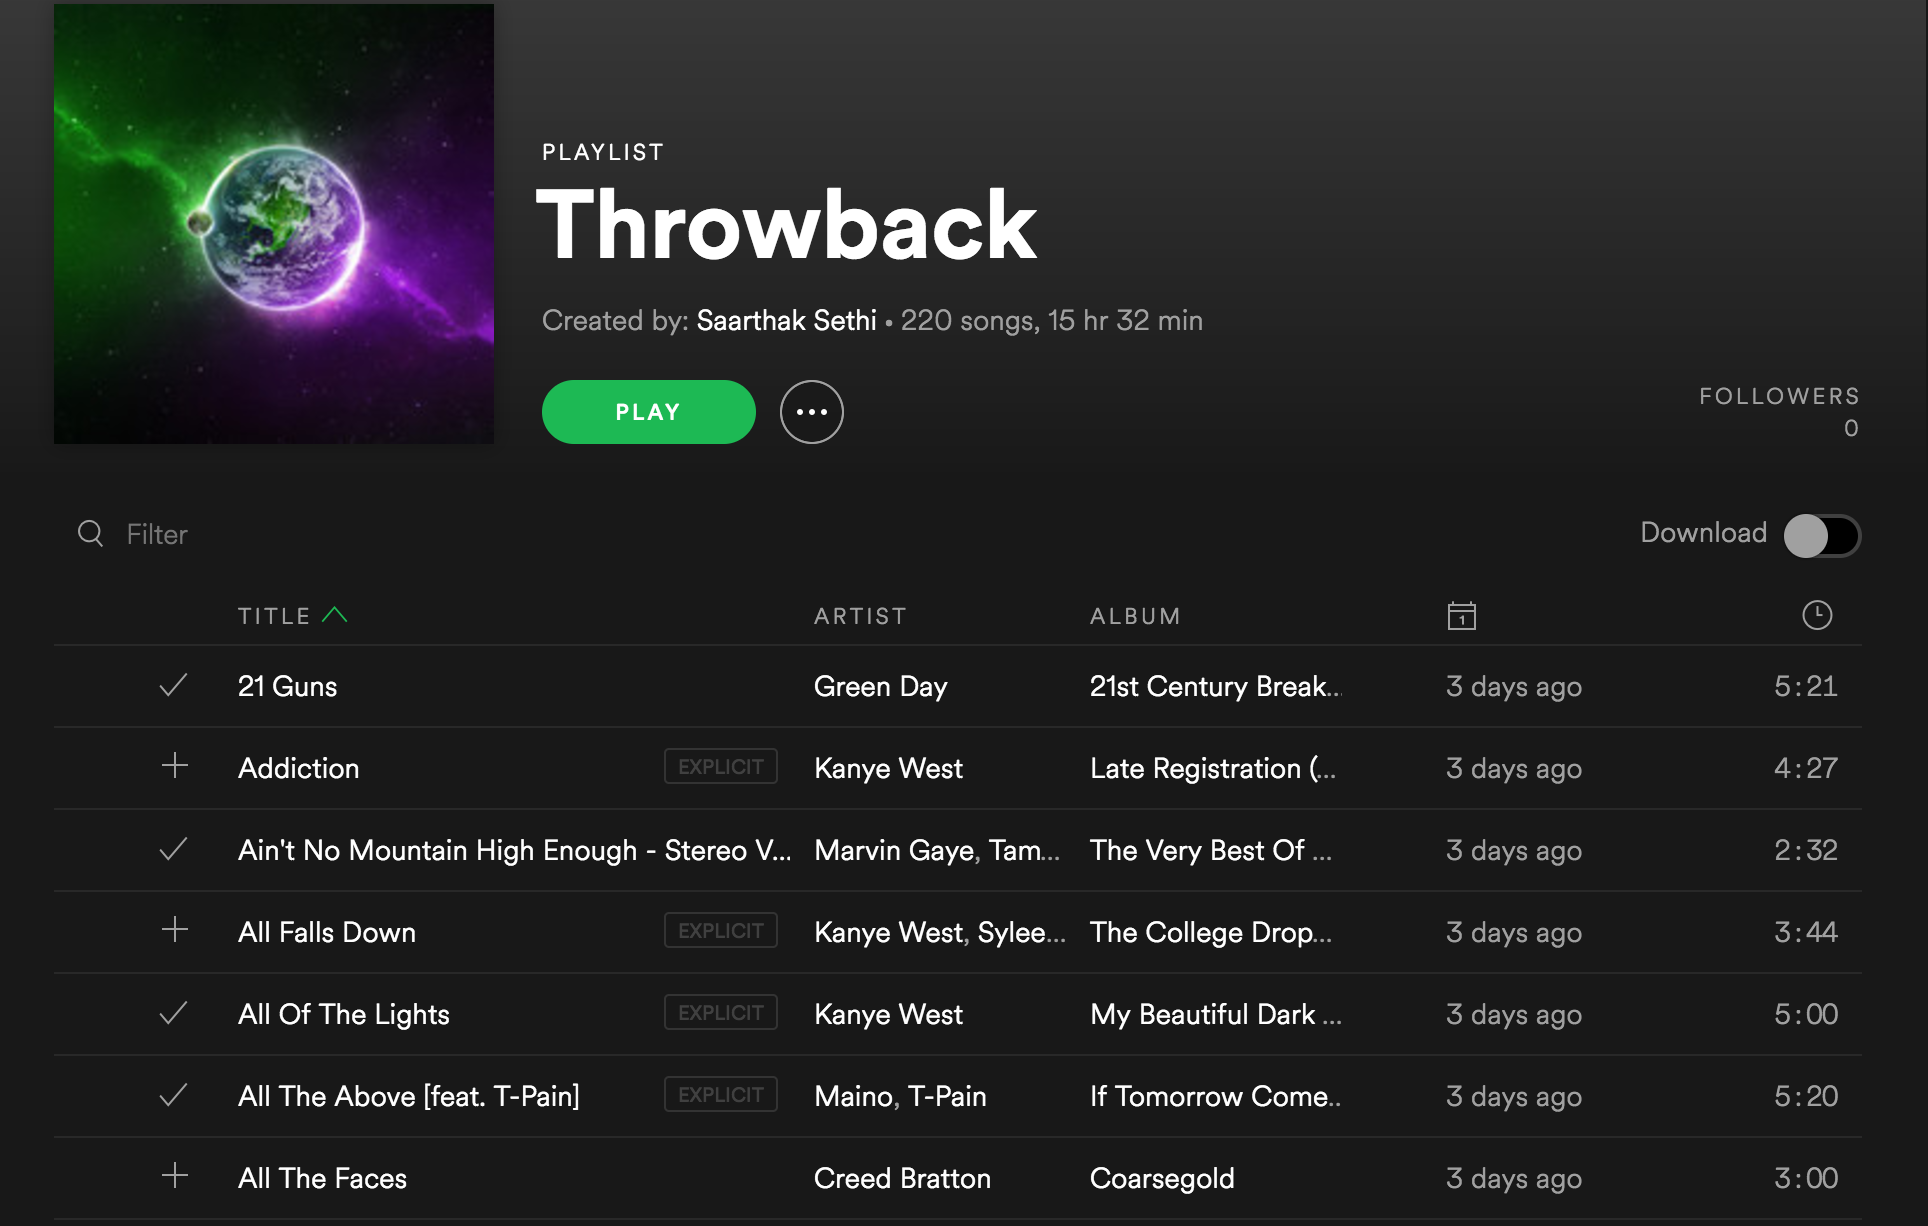 PLAYLIST
Throwback
Created by: Saarthak Sethi • 220 songs, 15 hr 32 min
PLAY
FOLLOWERS
0
Filter
Download
TITLE ARTIST ALBUM 1
21 Guns Green Day 21st Century Break... 3 days ago 5:21
Addiction EXPLICIT Kanye West Late Registration (... 3 days ago 4:27
Ain't No Mountain High Enough - Stereo V... Marvin Gaye, Tam... The Very Best Of ... 3 days ago 2:32
All Falls Down EXPLICIT Kanye West, Sylee... The College Drop... 3 days ago 3:44
All Of The Lights EXPLICIT Kanye West My Beautiful Dark ... 3 days ago 5:00
All The Above [feat. T-Pain] EXPLICIT Maino, T-Pain If Tomorrow Come.. 3 days ago 5:20
All The Faces Creed Bratton Coarsegold 3 days ago 3:00